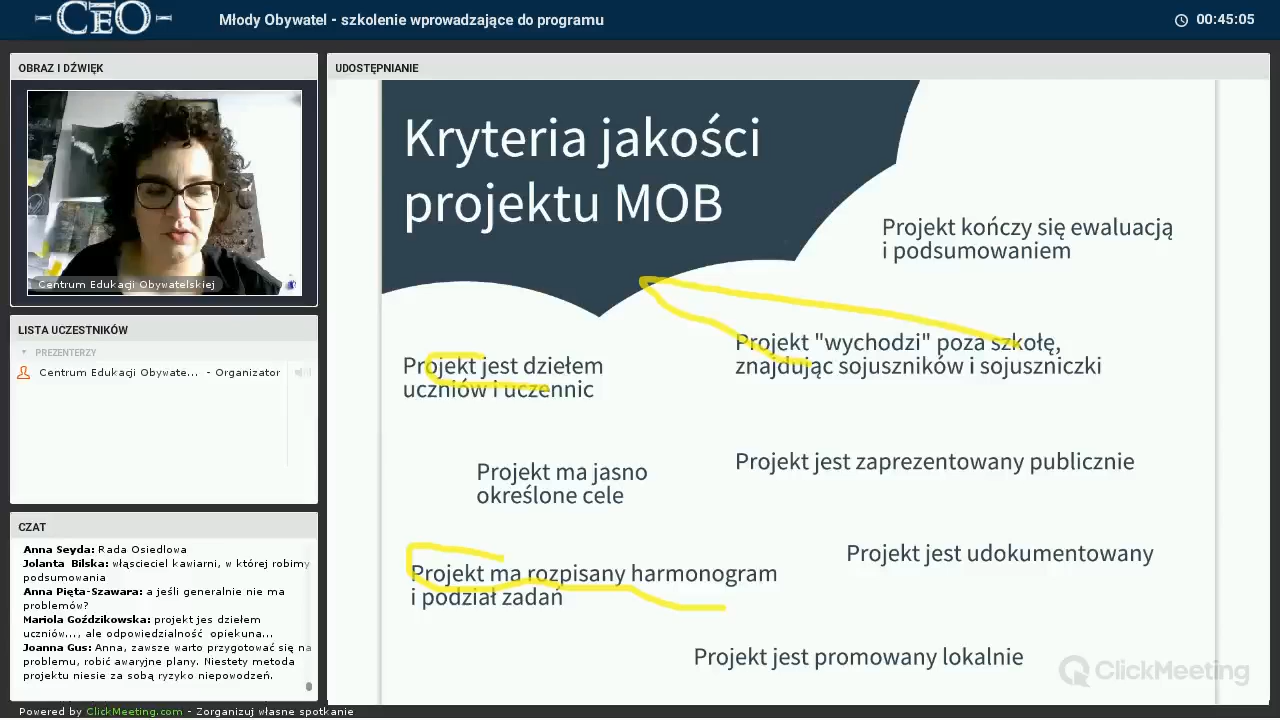 CEO
Młody Obywatel - szkolenie wprowadzające do programu
00:45:05
OBRAZ I DŹWIĘK
Centrum Edukacji Obywatelskiej
LISTA UCZESTNIKÓW
PREZENTERZY
Centrum Edukacji Obywate... - Organizator
CZAT
Anna Seyda: Rada Osiedlowa
Jolanta Bilska: włąscieciel kawiarni, w której robimy
podsumowania
Anna Pięta-Szawara: a jeśli generalnie nie ma
problemów?
Mariola Goździkowska: projekt jes dziełem
uczniów..., ale odpowiedzialność opiekuna...
Joanna Gus: Anna, zawsze warto przygotować się na
problemu, robić awaryjne plany. Niestety metoda
projektu niesie za sobą ryzyko niepowodzeń.
UDOSTĘPNIANIE
Kryteria jakości
projektu MOB
Projekt kończy się ewaluacją
i podsumowaniem
Projekt "wychodzi" poza szkołę,
znajdując sojuszników i sojuszniczki
Projekt jest dziełem
uczniów i uczennic
Projekt ma jasno
określone cele
Projekt jest zaprezentowany publicznie
Projekt jest udokumentowany
Projekt ma rozpisany harmonogram
i podział zadań
Projekt jest promowany lokalnie
ClickMeeting
Powered by ClickMeeting.com - Zorganizuj własne spotkanie